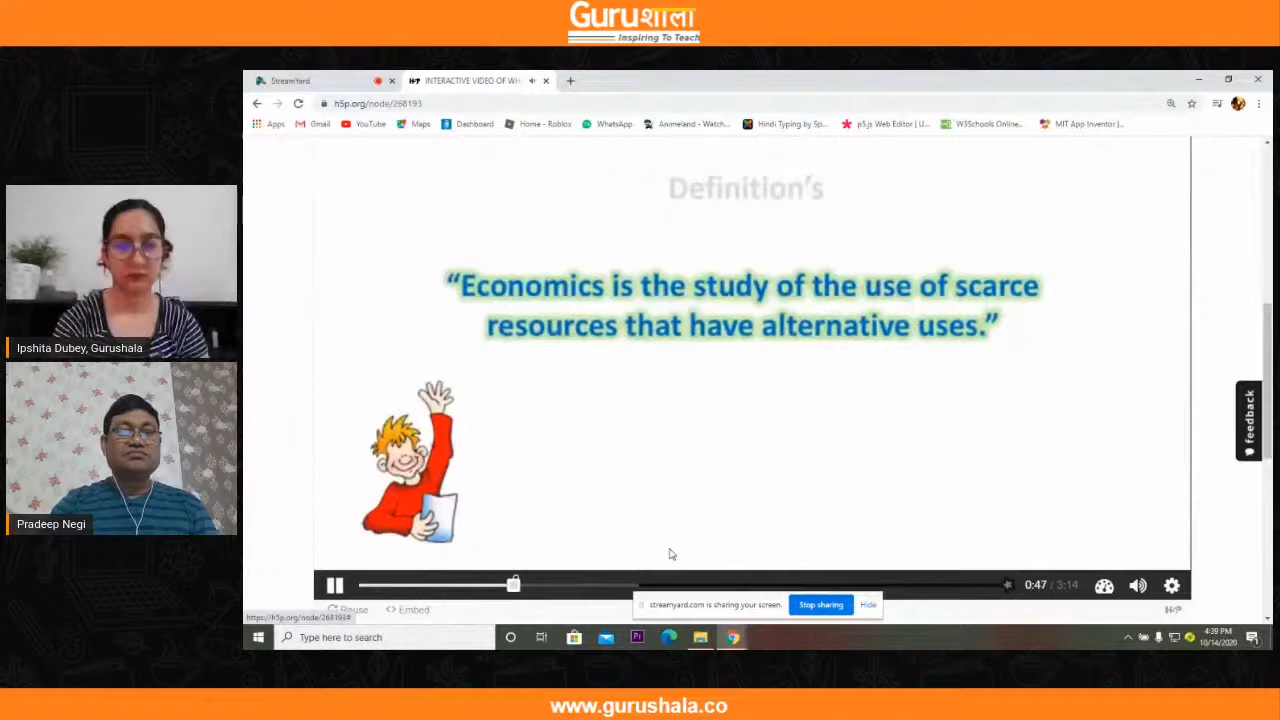 Guruशाला
Inspiring To Teach
StreamYard
H-P INTERACTIVE VIDEO OF WH
h5p.org/node/268193
Apps Gmail YouTube Maps Dashboard Home - Roblox WhatsApp Animeland - Watch... Hindi Typing by Sp... p5.js Web Editor | U... W3Schools Online... MIT App Inventor |...
Definition's
“Economics is the study of the use of scarce
resources that have alternative uses.”
Ipshita Dubey, Gurushala
Pradeep Negi
feedback
0:47 / 3:14
Reuse <> Embed
streamyard.com is sharing your screen. Stop sharing Hide
H-P
https://h5p.org/node/268193#
Type here to search
Pr
4:39 PM
10/14/2020
www.gurushala.co